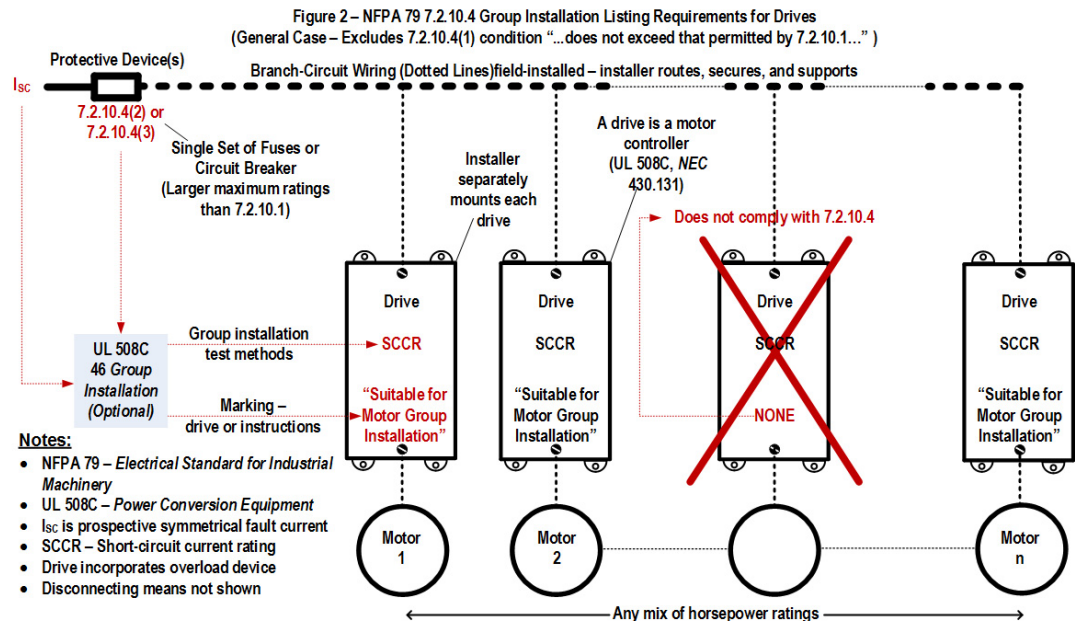 Figure 2 – NFPA 79 7.2.10.4 Group Installation Listing Requirements for Drives
(General Case – Excludes 7.2.10.4(1) condition “...does not exceed that permitted by 7.2.10.1...” )
Protective Device(s)
Branch-Circuit Wiring (Dotted Lines)field-installed – installer routes, secures, and supports
ISC
7.2.10.4(2) or
7.2.10.4(3)
Single Set of Fuses or
Circuit Breaker
(Larger maximum ratings
than 7.2.10.1)
Installer
separately
mounts each
drive
A drive is a motor
controller
(UL 508C, NEC
430.131)
Does not comply with 7.2.10.4
UL 508C
46 Group
Installation
(Optional)
Group installation
test methods
Marking –
drive or instructions
Drive
SCCR
“Suitable for
Motor Group
Installation”
Drive
SCCR
“Suitable for
Motor Group
Installation”
Drive
SCCR
NONE
Drive
SCCR
“Suitable for
Motor Group
Installation”
Notes:
• NFPA 79 – Electrical Standard for Industrial
Machinery
• UL 508C – Power Conversion Equipment
• ISC is prospective symmetrical fault current
• SCCR – Short-circuit current rating
• Drive incorporates overload device
• Disconnecting means not shown
Motor
1
Motor
2
Motor
n
Any mix of horsepower ratings